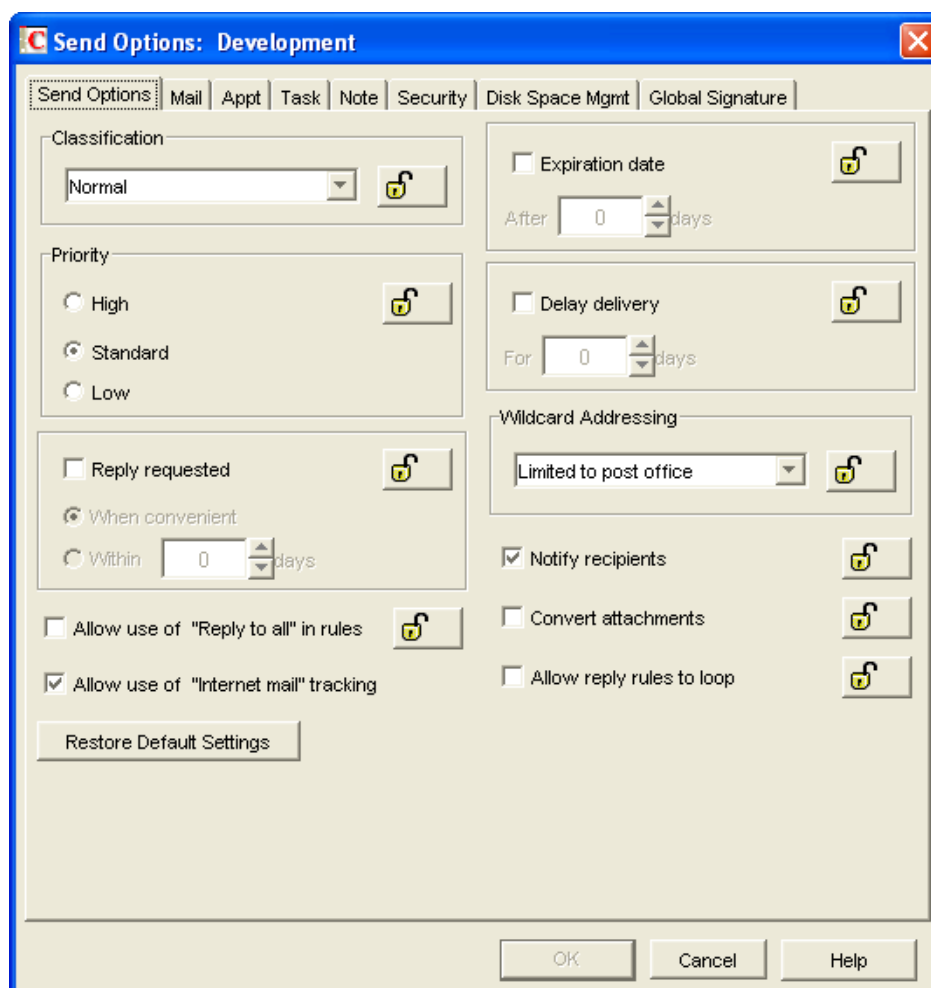 C Send Options: Development
Send Options Mail Appt Task Note Security Disk Space Mgmt Global Signature
Classification
Normal
Priority
High
Standard
Low
Reply requested
When convenient
Within 0 days
Allow use of "Reply to all" in rules
Allow use of "Internet mail" tracking
Restore Default Settings
Expiration date
After 0 days
Delay delivery
For 0 days
Wildcard Addressing
Limited to post office
Notify recipients
Convert attachments
Allow reply rules to loop
OK Cancel Help